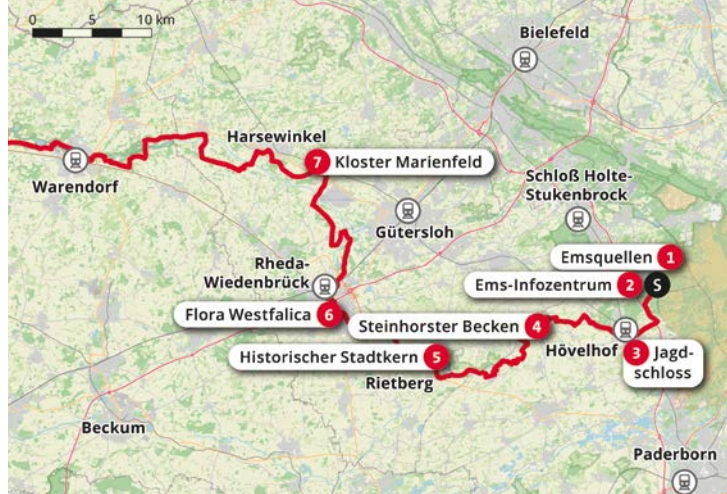 0 5 10 km
Bielefeld
Harsewinkel
7 Kloster Marienfeld
Warendorf
Schloß Holte-
Stukenbrock
Gütersloh
Emsquellen 1
Rheda-
Wiedenbrück
Ems-Infozentrum 2 S
Flora Westfalica 6
Steinhorster Becken 4
Historischer Stadtkern 5
Hövelhof
3 Jagd-
schloss
Rietberg
Beckum
Paderborn